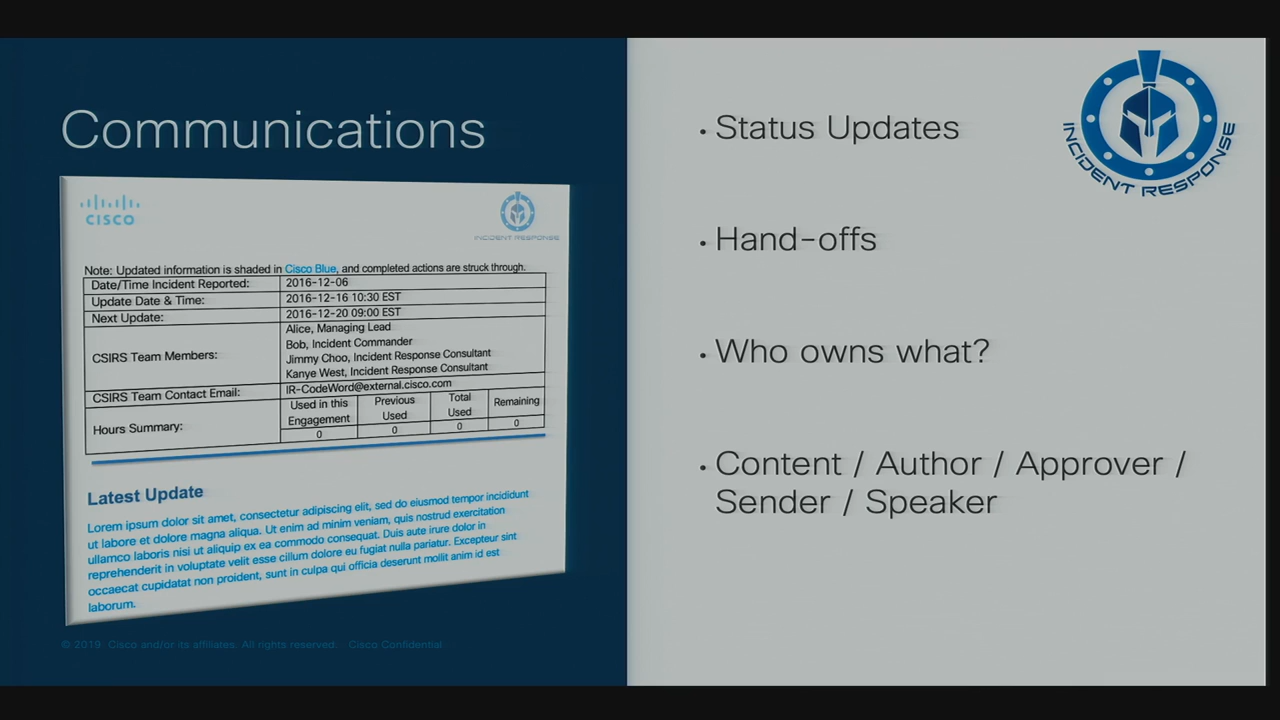 Communications
CISCO
INCIDENT RESPONSE
Note: Updated information is shaded in Cisco Blue, and completed actions are struck through.
Date/Time Incident Reported: 2016-12-06
Update Date & Time: 2016-12-16 10:30 EST
Next Update: 2016-12-20 09:00 EST
CSIRS Team Members:
Alice, Managing Lead
Bob, Incident Commander
Jimmy Choo, Incident Response Consultant
Kanye West, Incident Response Consultant
CSIRS Team Contact Email: IR-CodeWord@external.cisco.com
Hours Summary:
Used in this Engagement
Previous Used
Total Used
Remaining
0 0 0 0
Latest Update
Lorem ipsum dolor sit amet, consectetur adipiscing elit, sed do eiusmod tempor incididunt
ut labore et dolore magna aliqua. Ut enim ad minim veniam, quis nostrud exercitation
ullamco laboris nisi ut aliquip ex ea commodo consequat. Duis aute irure dolor in
reprehenderit in voluptate velit esse cillum dolore eu fugiat nulla pariatur. Excepteur sint
occaecat cupidatat non proident, sunt in culpa qui officia deserunt mollit anim id est
laborum.
© 2019 Cisco and/or its affiliates. All rights reserved. Cisco Confidential
• Status Updates
• Hand-offs
• Who owns what?
• Content / Author / Approver /
Sender / Speaker
INCIDENT RESPONSE